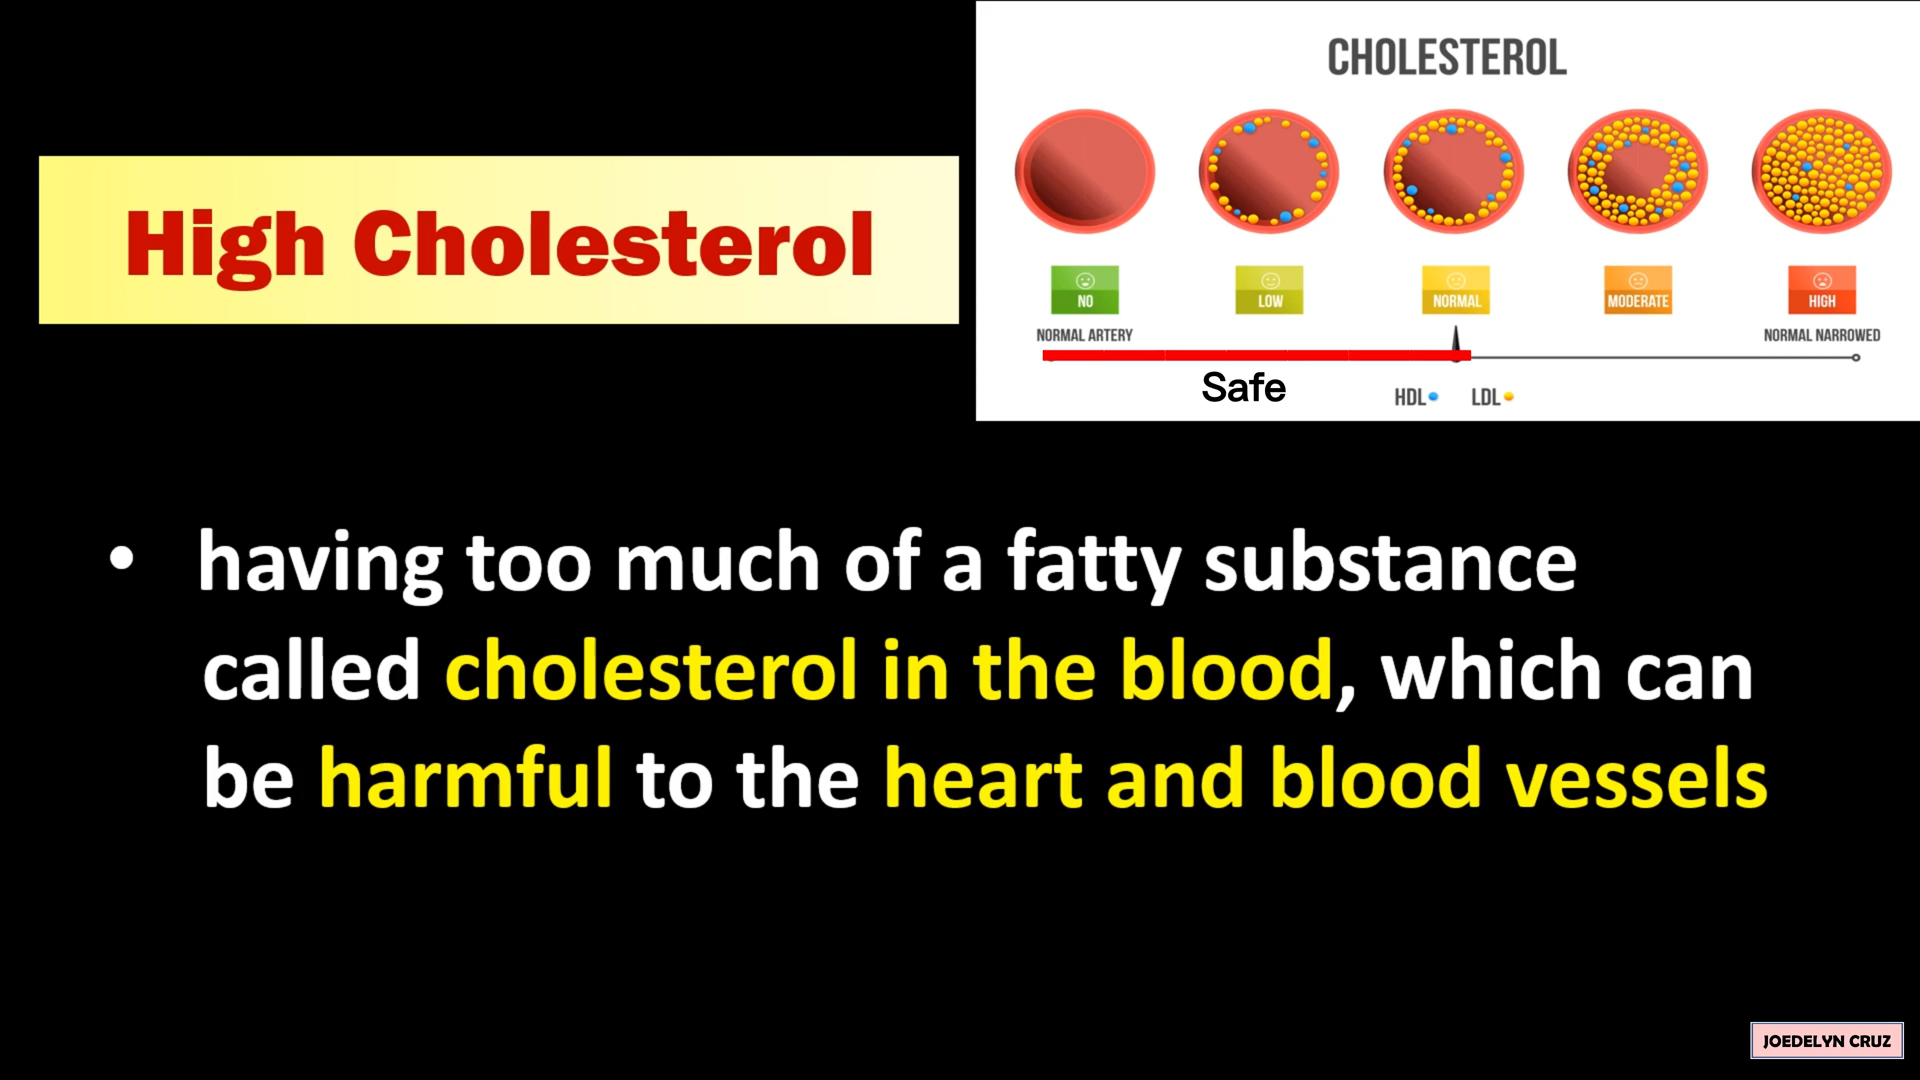 High Cholesterol
CHOLESTEROL
NO
LOW
NORMAL
MODERATE
HIGH
NORMAL ARTERY
NORMAL NARROWED
Safe
HDL
LDL
• having too much of a fatty substance
called cholesterol in the blood, which can
be harmful to the heart and blood vessels
JOEDELYN CRUZ